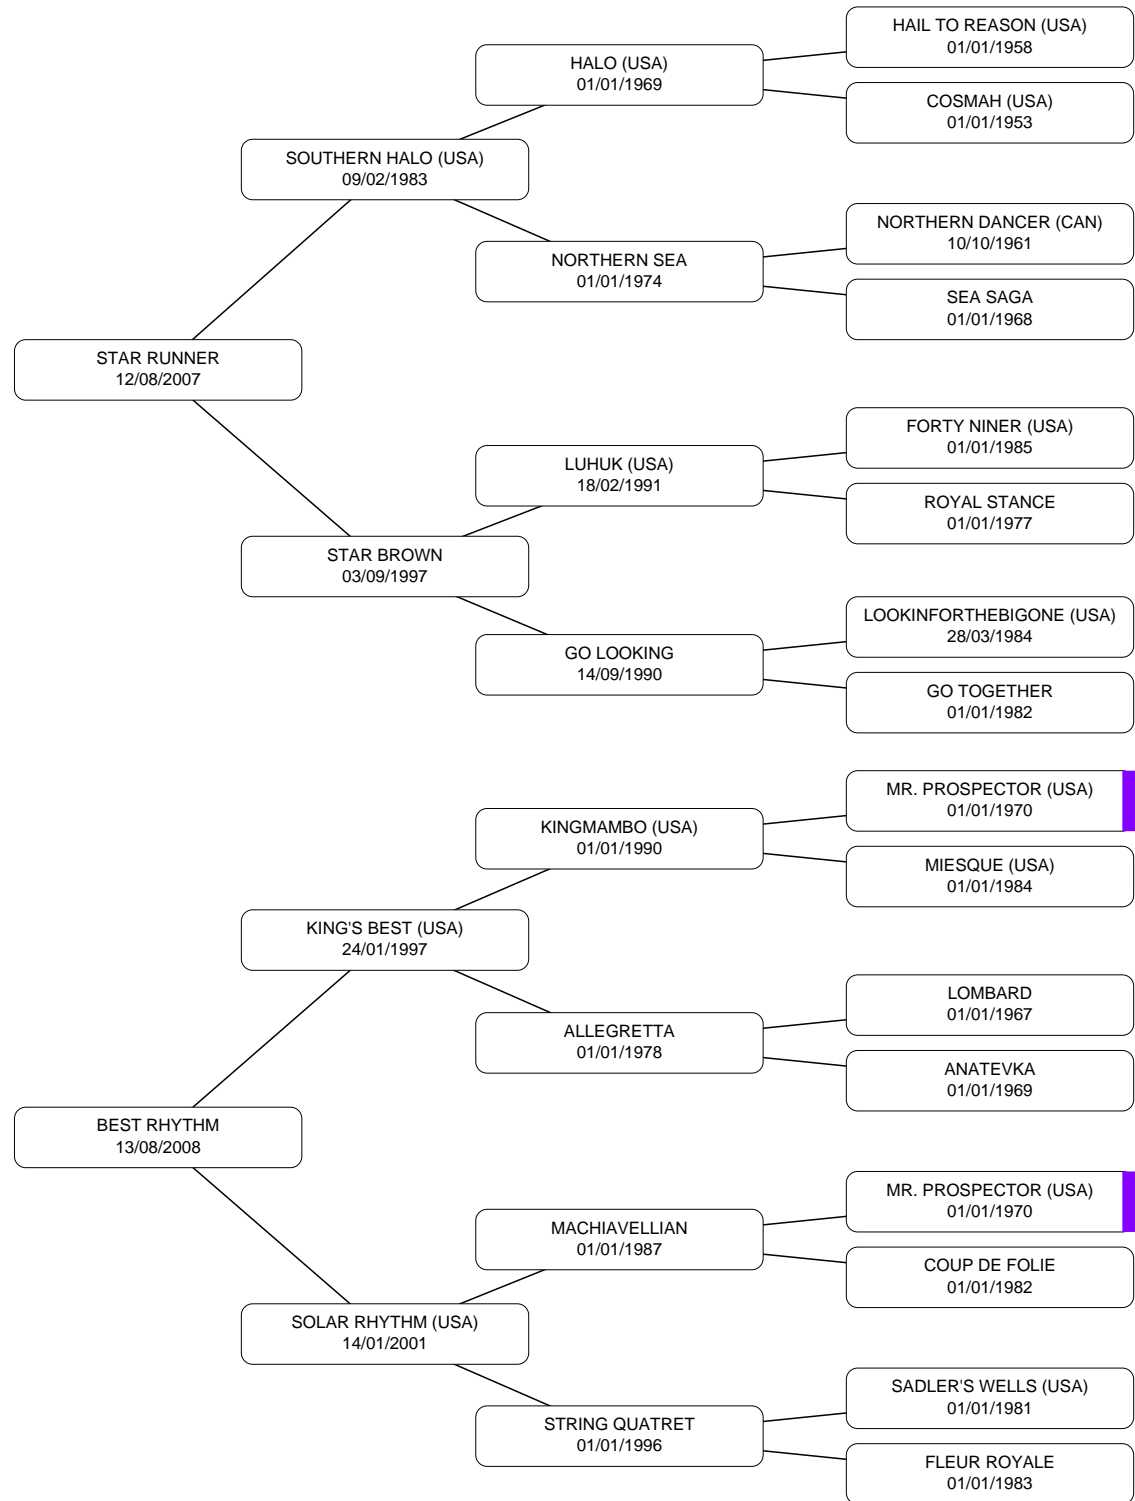 HAIL TO REASON (USA)
01/01/1958
HALO (USA)
01/01/1969
COSMAH (USA)
01/01/1953
SOUTHERN HALO (USA)
09/02/1983
NORTHERN DANCER (CAN)
10/10/1961
NORTHERN SEA
01/01/1974
SEA SAGA
01/01/1968
STAR RUNNER
12/08/2007
FORTY NINER (USA)
01/01/1985
LUHUK (USA)
18/02/1991
ROYAL STANCE
01/01/1977
STAR BROWN
03/09/1997
LOOKINFORTHEBIGONE (USA)
28/03/1984
GO LOOKING
14/09/1990
GO TOGETHER
01/01/1982
MR. PROSPECTOR (USA)
01/01/1970
KINGMAMBO (USA)
01/01/1990
MIESQUE (USA)
01/01/1984
KING'S BEST (USA)
24/01/1997
LOMBARD
01/01/1967
ALLEGRETTA
01/01/1978
ANATEVKA
01/01/1969
BEST RHYTHM
13/08/2008
MR. PROSPECTOR (USA)
01/01/1970
MACHIAVELLIAN
01/01/1987
COUP DE FOLIE
01/01/1982
SOLAR RHYTHM (USA)
14/01/2001
SADLER'S WELLS (USA)
01/01/1981
STRING QUATRET
01/01/1996
FLEUR ROYALE
01/01/1983